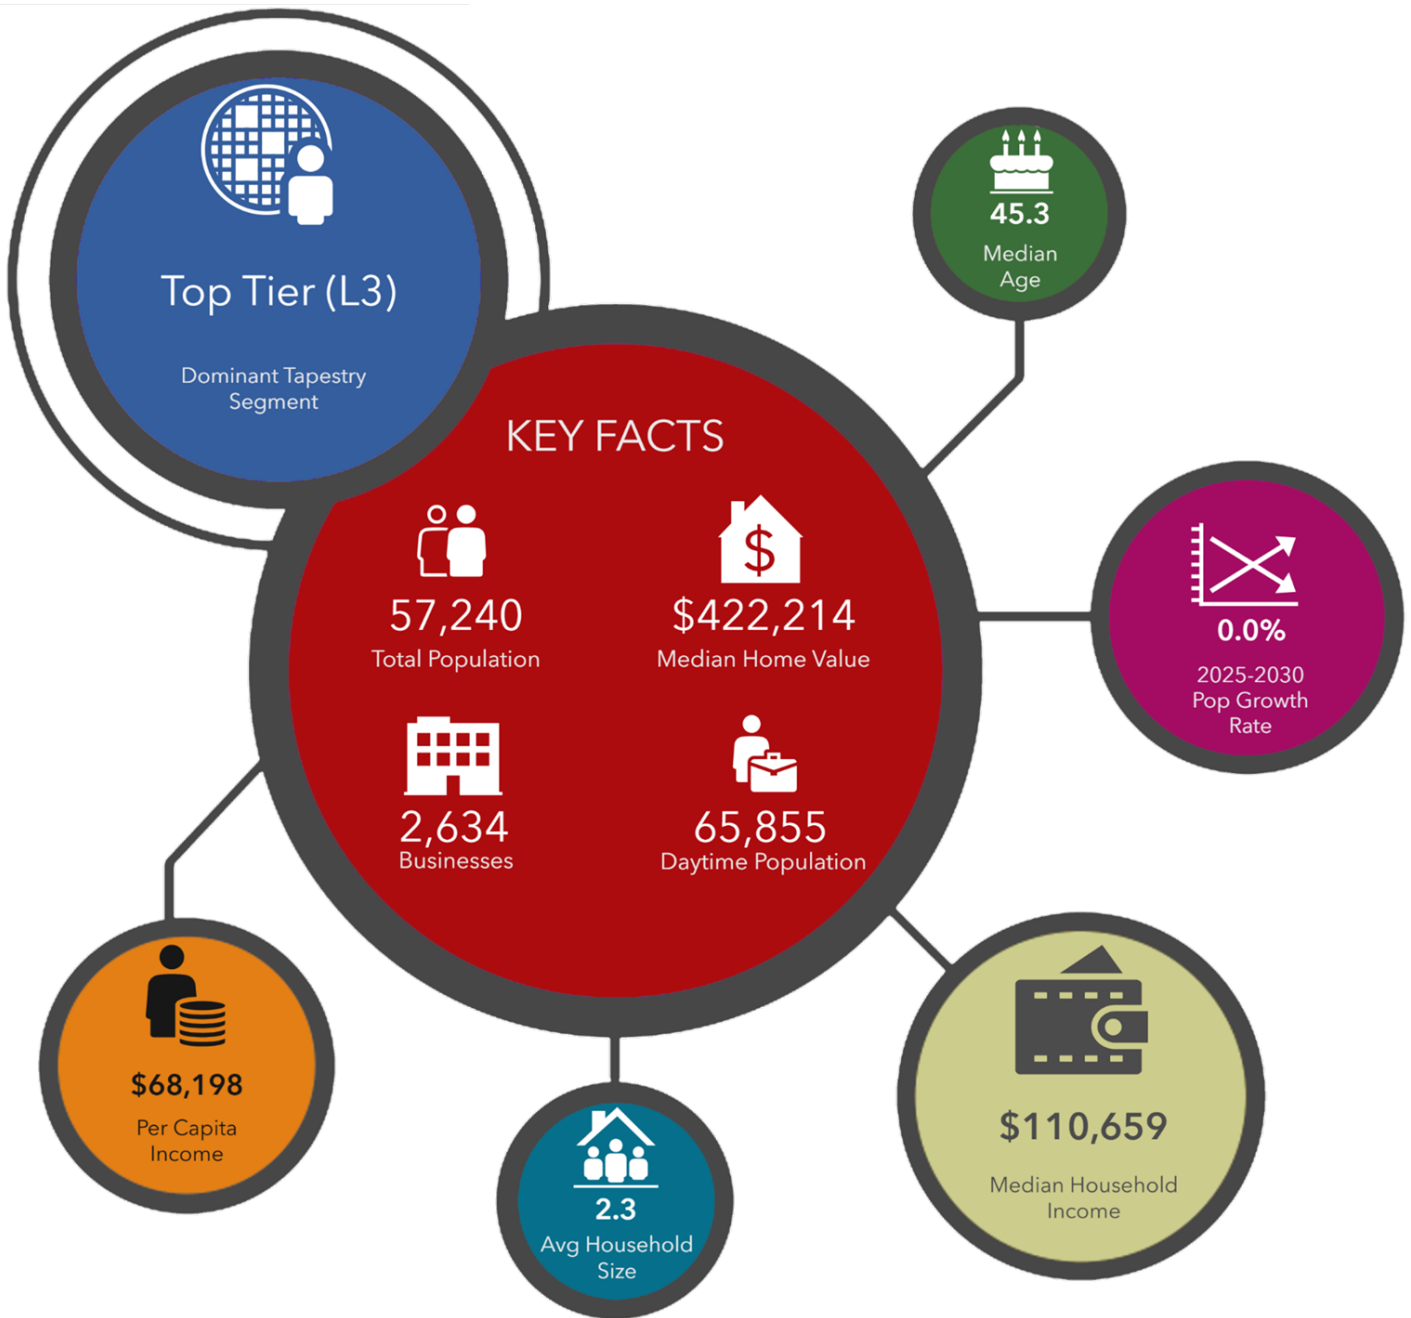 Top Tier (L3)
Dominant Tapestry
Segment
KEY FACTS
57,240
Total Population
$422,214
Median Home Value
2,634
Businesses
65,855
Daytime Population
45.3
Median
Age
0.0%
2025-2030
Pop Growth
Rate
$110,659
Median Household
Income
2.3
Avg Household
Size
$68,198
Per Capita
Income